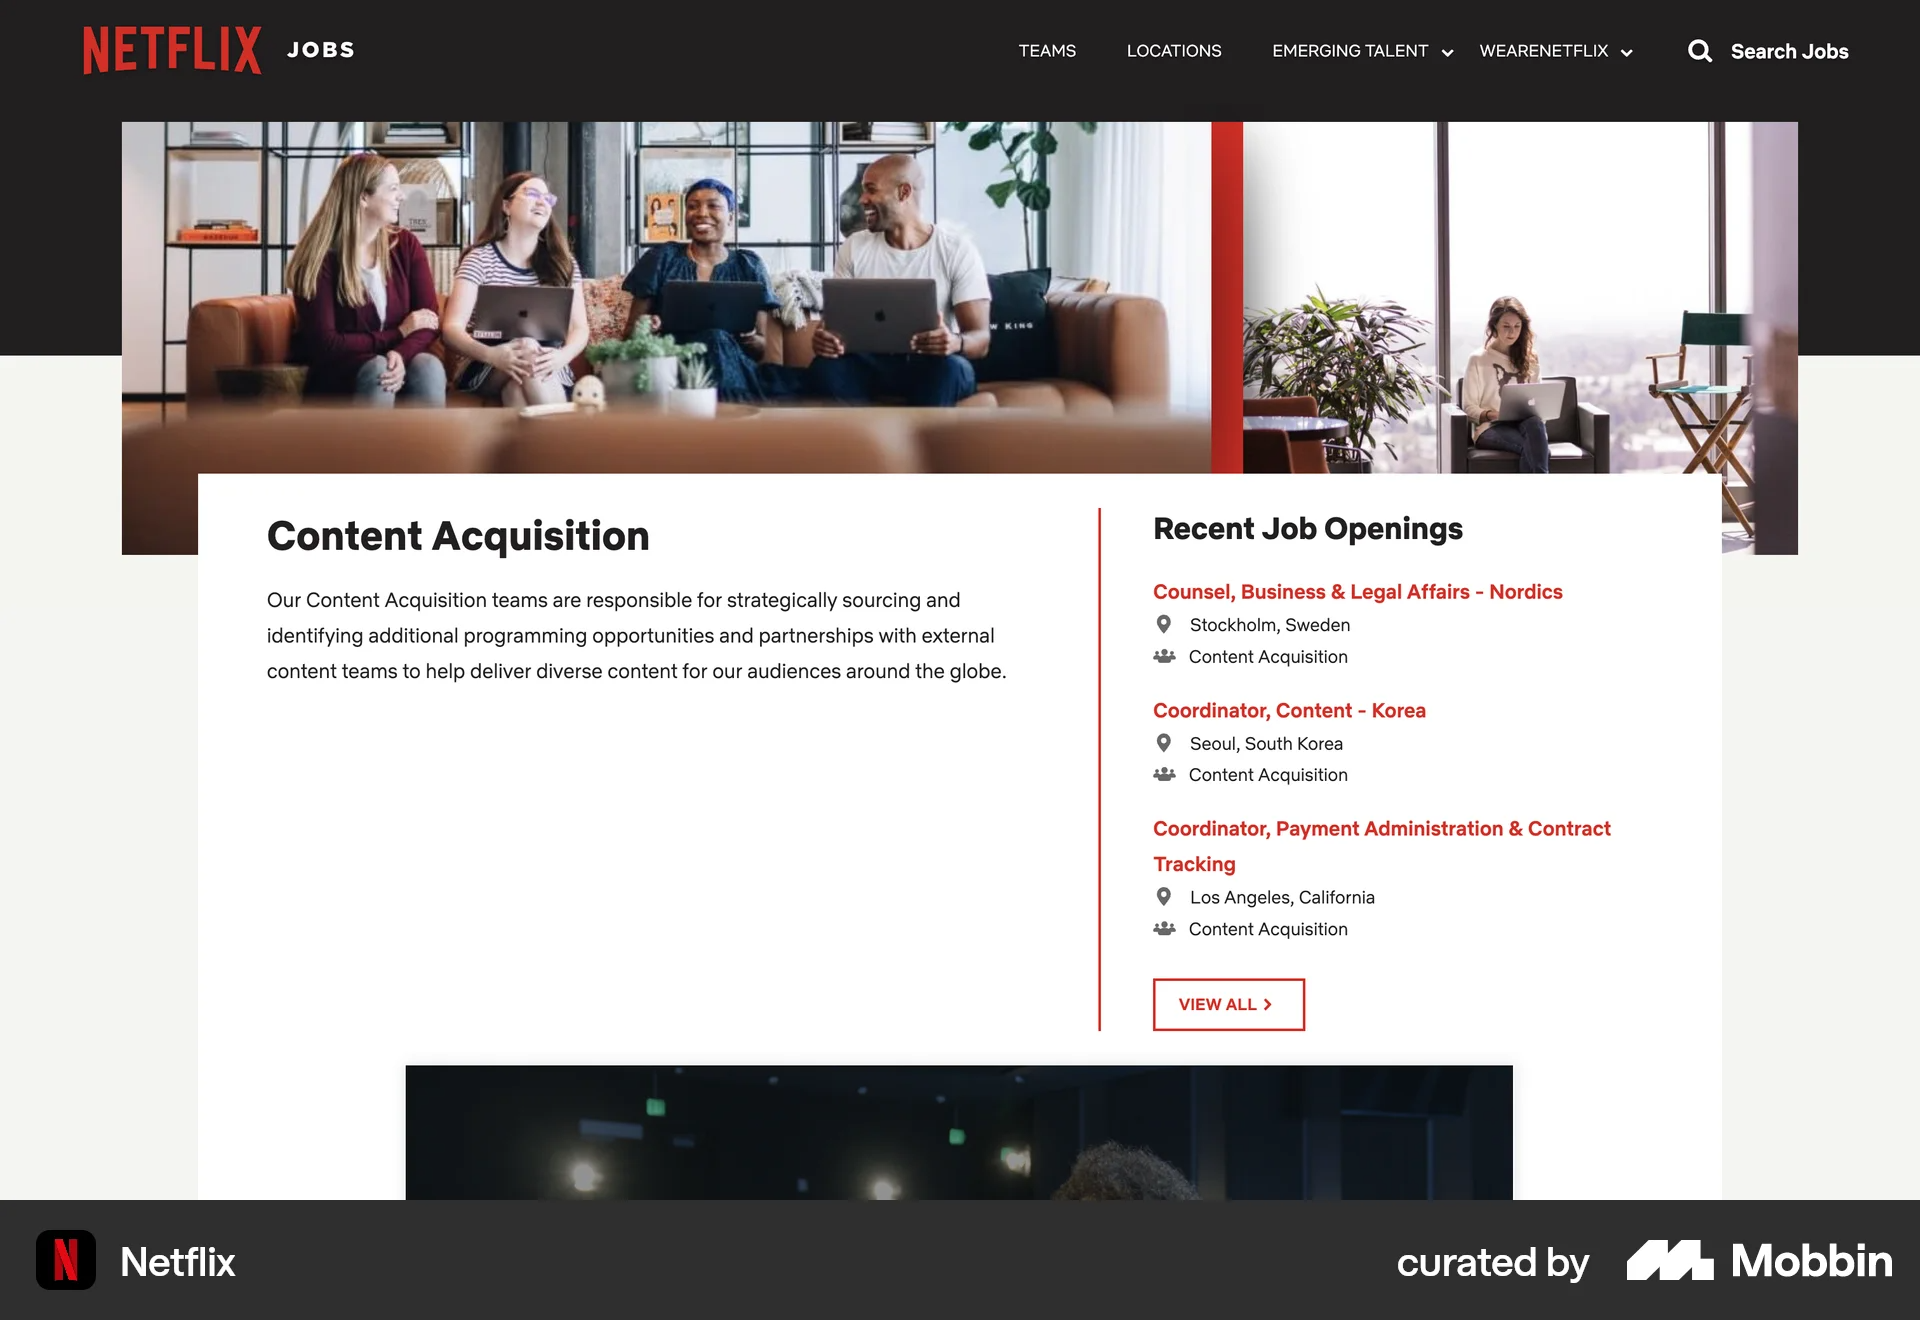 NETFLIX JOBS
TEAMS
LOCATIONS
EMERGING TALENT
WEARENETFLIX
Search Jobs
W KING
Content Acquisition
Our Content Acquisition teams are responsible for strategically sourcing and
identifying additional programming opportunities and partnerships with external
content teams to help deliver diverse content for our audiences around the globe.
Recent Job Openings
Counsel, Business & Legal Affairs - Nordics
Stockholm, Sweden
Content Acquisition
Coordinator, Content - Korea
Seoul, South Korea
Content Acquisition
Coordinator, Payment Administration & Contract
Tracking
Los Angeles, California
Content Acquisition
VIEW ALL
Netflix
curated by Mobbin